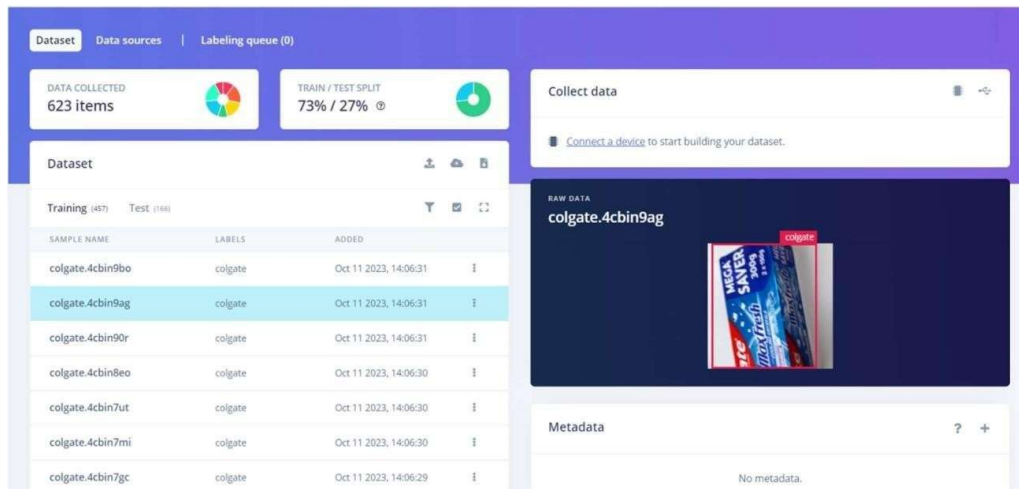 Dataset Data sources | Labeling queue (0)
DATA COLLECTED
623 items
TRAIN / TEST SPLIT
73% / 27% ?
Dataset
Training (457) Test (166)
SAMPLE NAME LABELS ADDED
colgate.4cbin9bo colgate Oct 11 2023, 14:06:31
colgate.4cbin9ag colgate Oct 11 2023, 14:06:31
colgate.4cbin90r colgate Oct 11 2023, 14:06:31
colgate.4cbin8eo colgate Oct 11 2023, 14:06:30
colgate.4cbin7ut colgate Oct 11 2023, 14:06:30
colgate.4cbin7mi colgate Oct 11 2023, 14:06:30
colgate.4cbin7gc colgate Oct 11 2023, 14:06:29
Collect data
Connect a device to start building your dataset.
RAW DATA
colgate.4cbin9ag
colgate
MEGA
SAVER
300g
2 x 150g
MaxFresh
ate
Metadata ? +
No metadata.